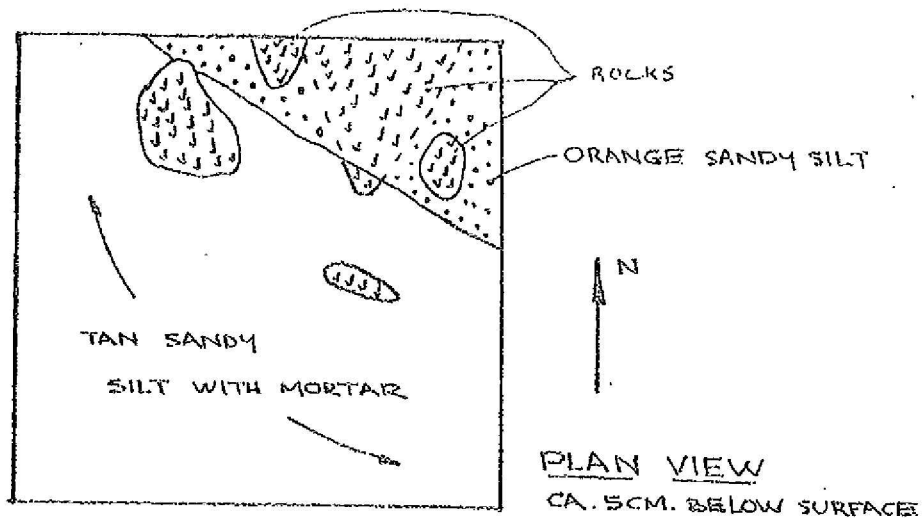 ROCKS
ORANGE SANDY SILT
N
TAN SANDY
SILT WITH MORTAR
PLAN VIEW
CA. 5CM. BELOW SURFACE